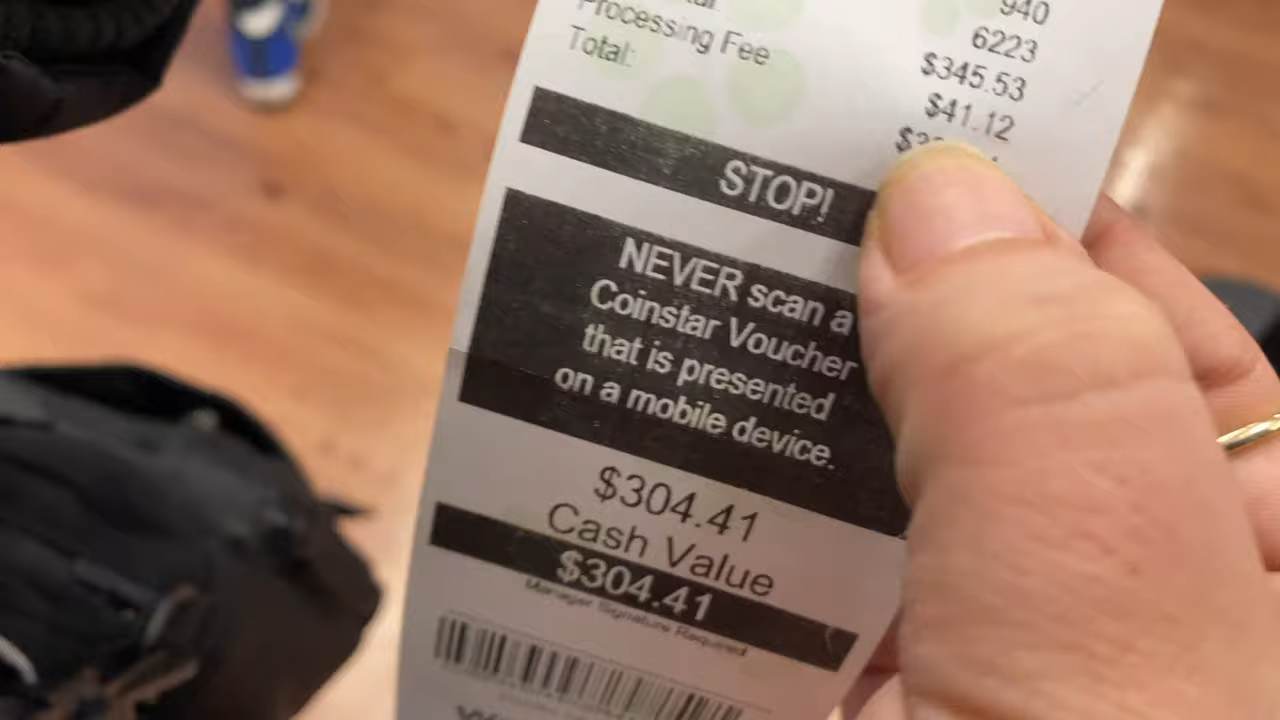 940
6223
Processing Fee $345.53
Total: $41.12
STOP!
NEVER scan a
Coinstar Voucher
that is presented
on a mobile device.
$304.41
Cash Value
$304.41
Manager Signature Required